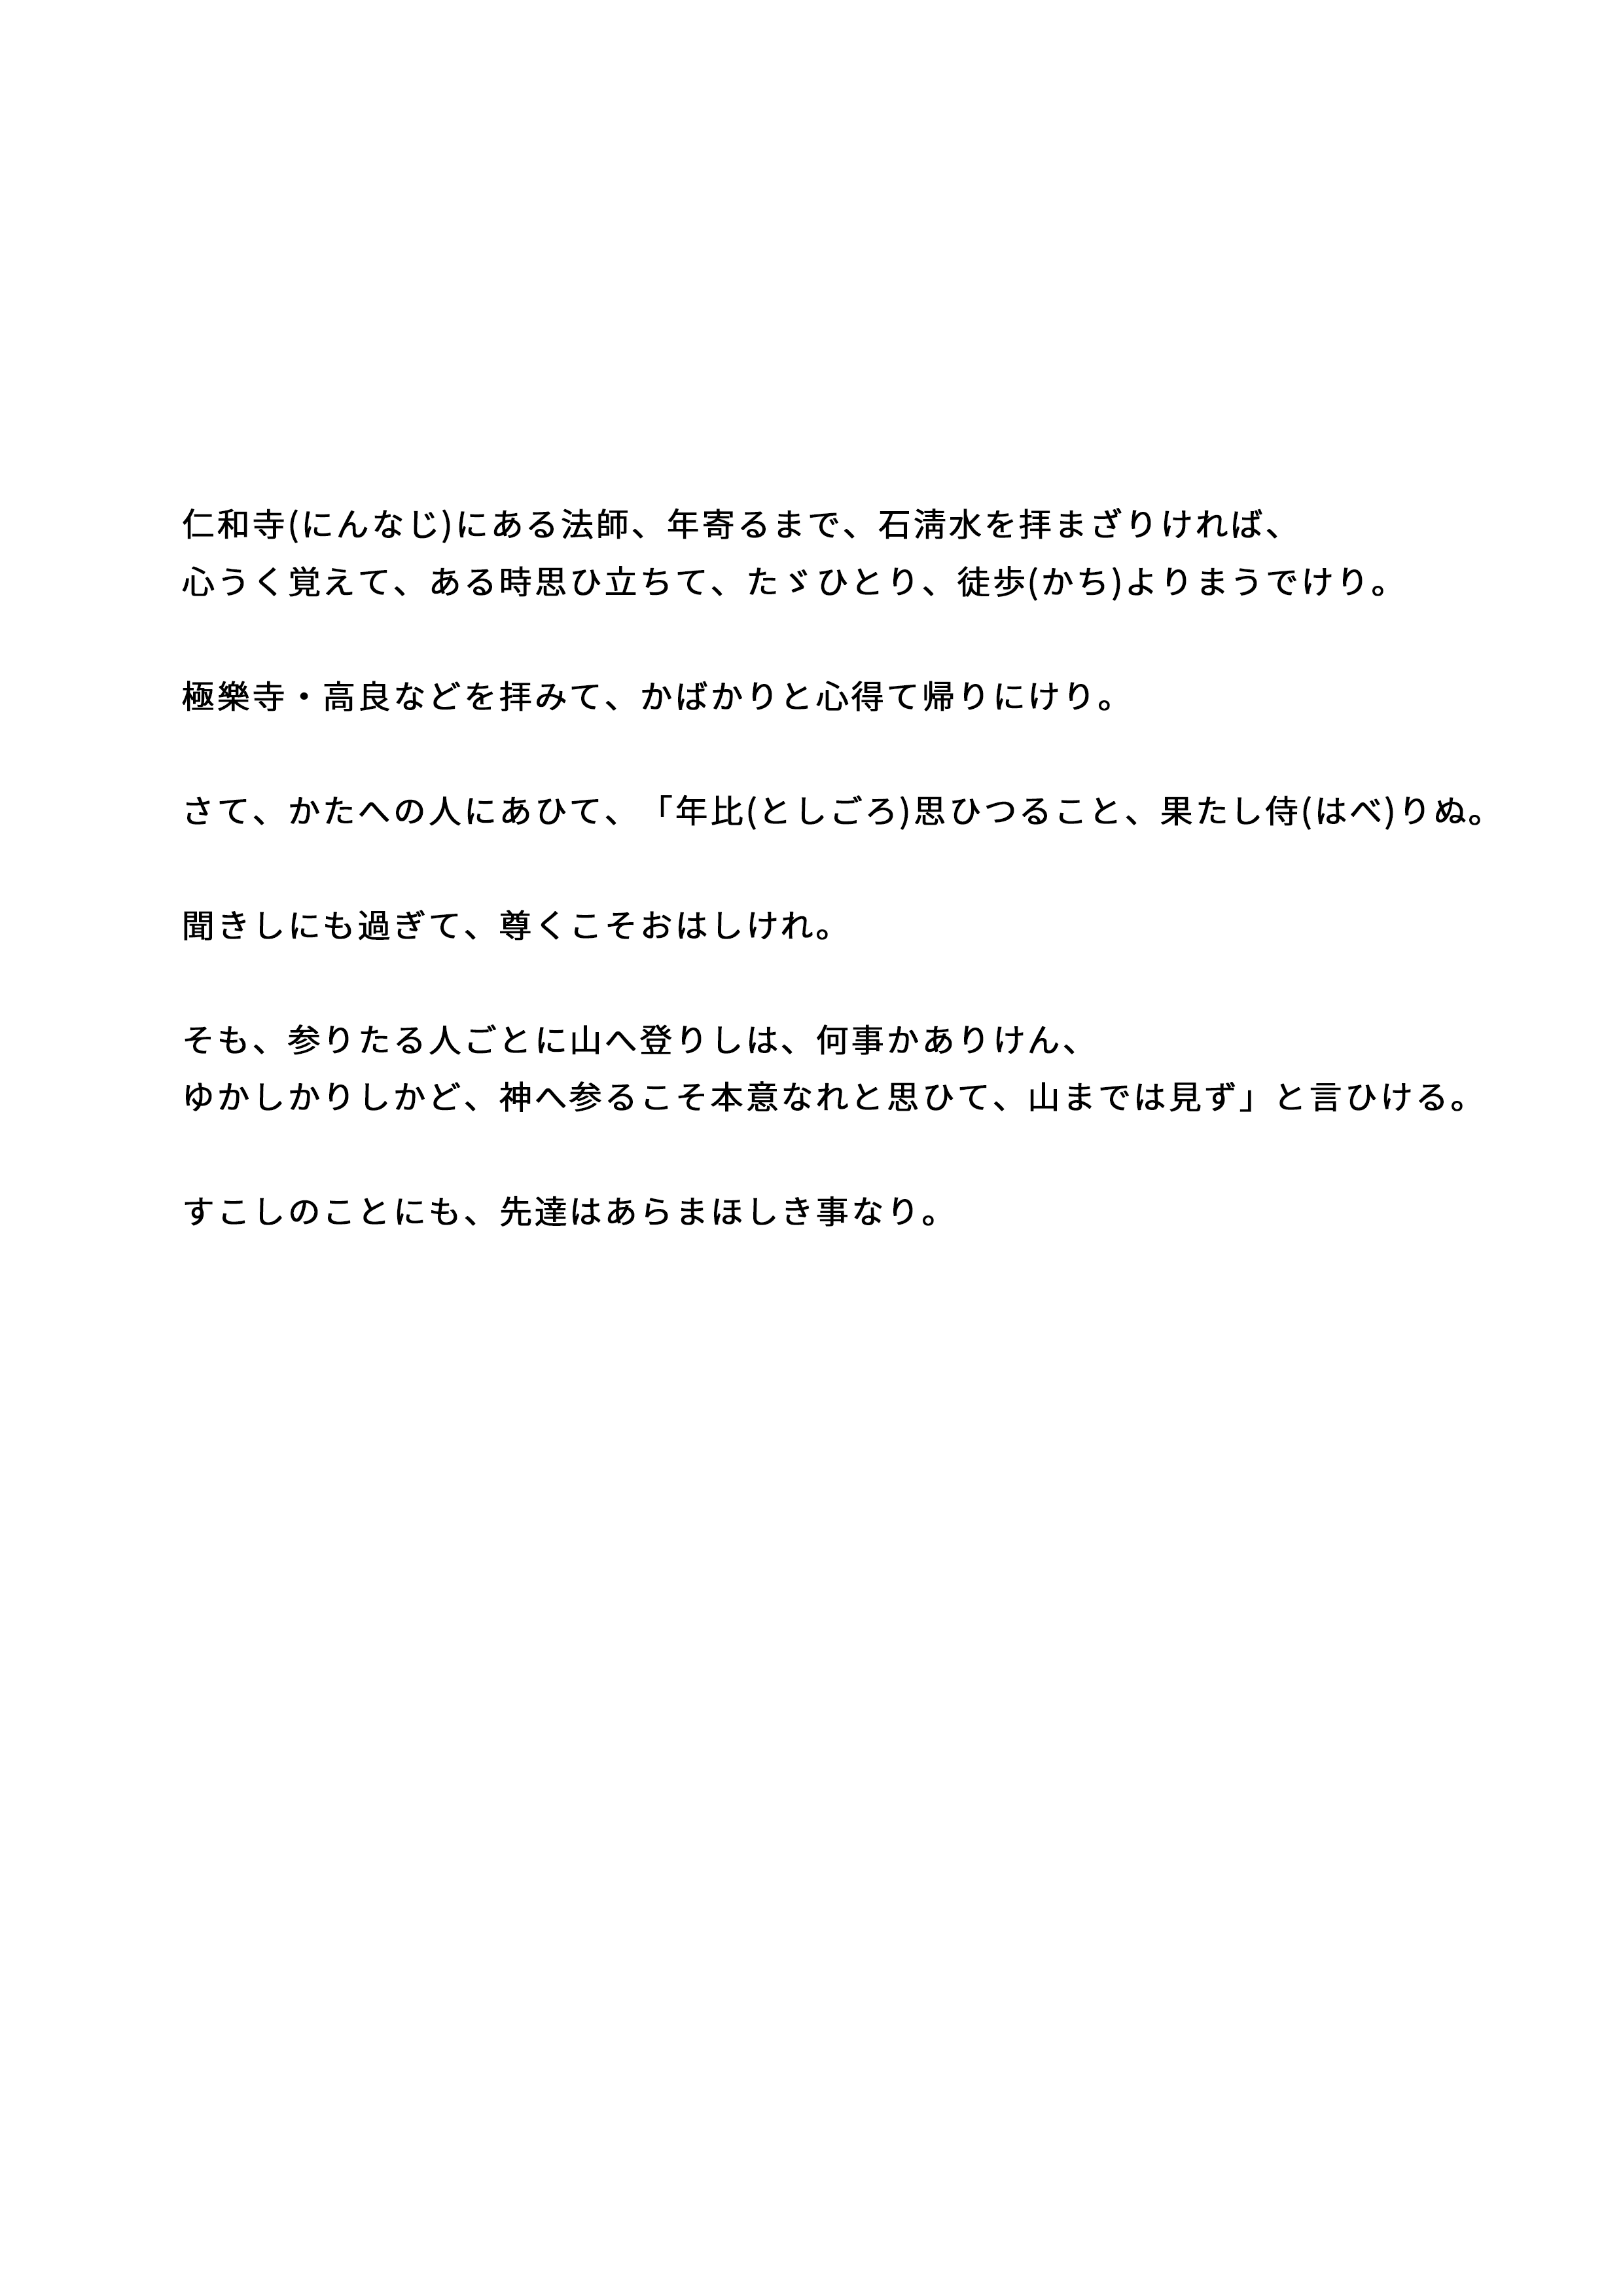 仁和寺(にんなじ)にある法師、年寄るまで、石淸水を拝まざりければ、
心うく覚えて、ある時思ひ立ちて、たゞひとり、徒歩(かち)よりまうでけり。
極樂寺・高良などを拝みて、かばかりと心得て帰りにけり。
さて、かたへの人にあひて、「年比(としごろ)思ひつること、果たし侍(はべ)りぬ。
聞きしにも過ぎて、尊くこそおはしけれ。
そも、参りたる人ごとに山へ登りしは、何事かありけん、
ゆかしかりしかど、神へ参るこそ本意なれと思ひて、山までは見ず」と言ひける。
すこしのことにも、先達はあらまほしき事なり。